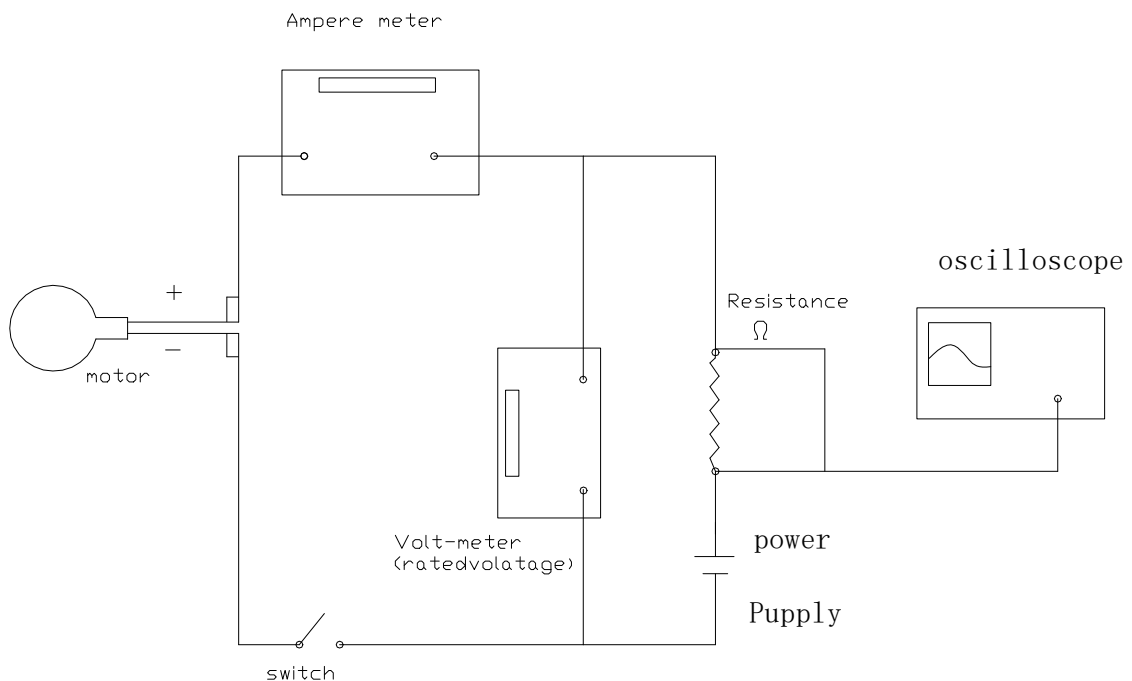 Ampere meter
oscilloscope
+
Resistance
Ω
−
motor
Volt-meter
(ratedvolatage)
power
Pupply
switch